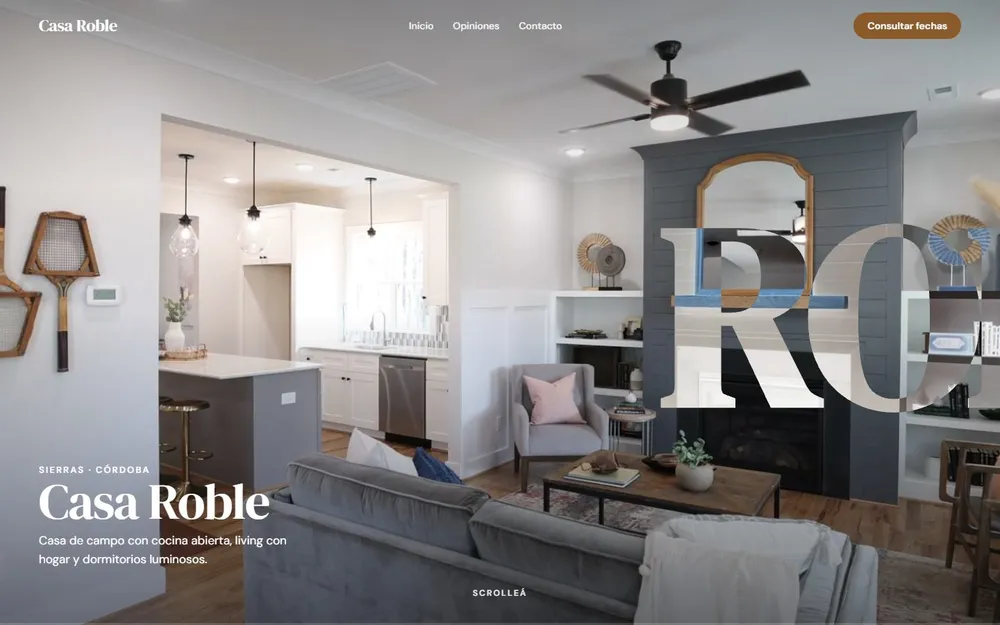 Casa Roble
Inicio
Opiniones
Contacto
Consultar fechas
RO
SIERRAS · CÓRDOBA
Casa Roble
Casa de campo con cocina abierta, living con
hogar y dormitorios luminosos.
SCROLLEÁ